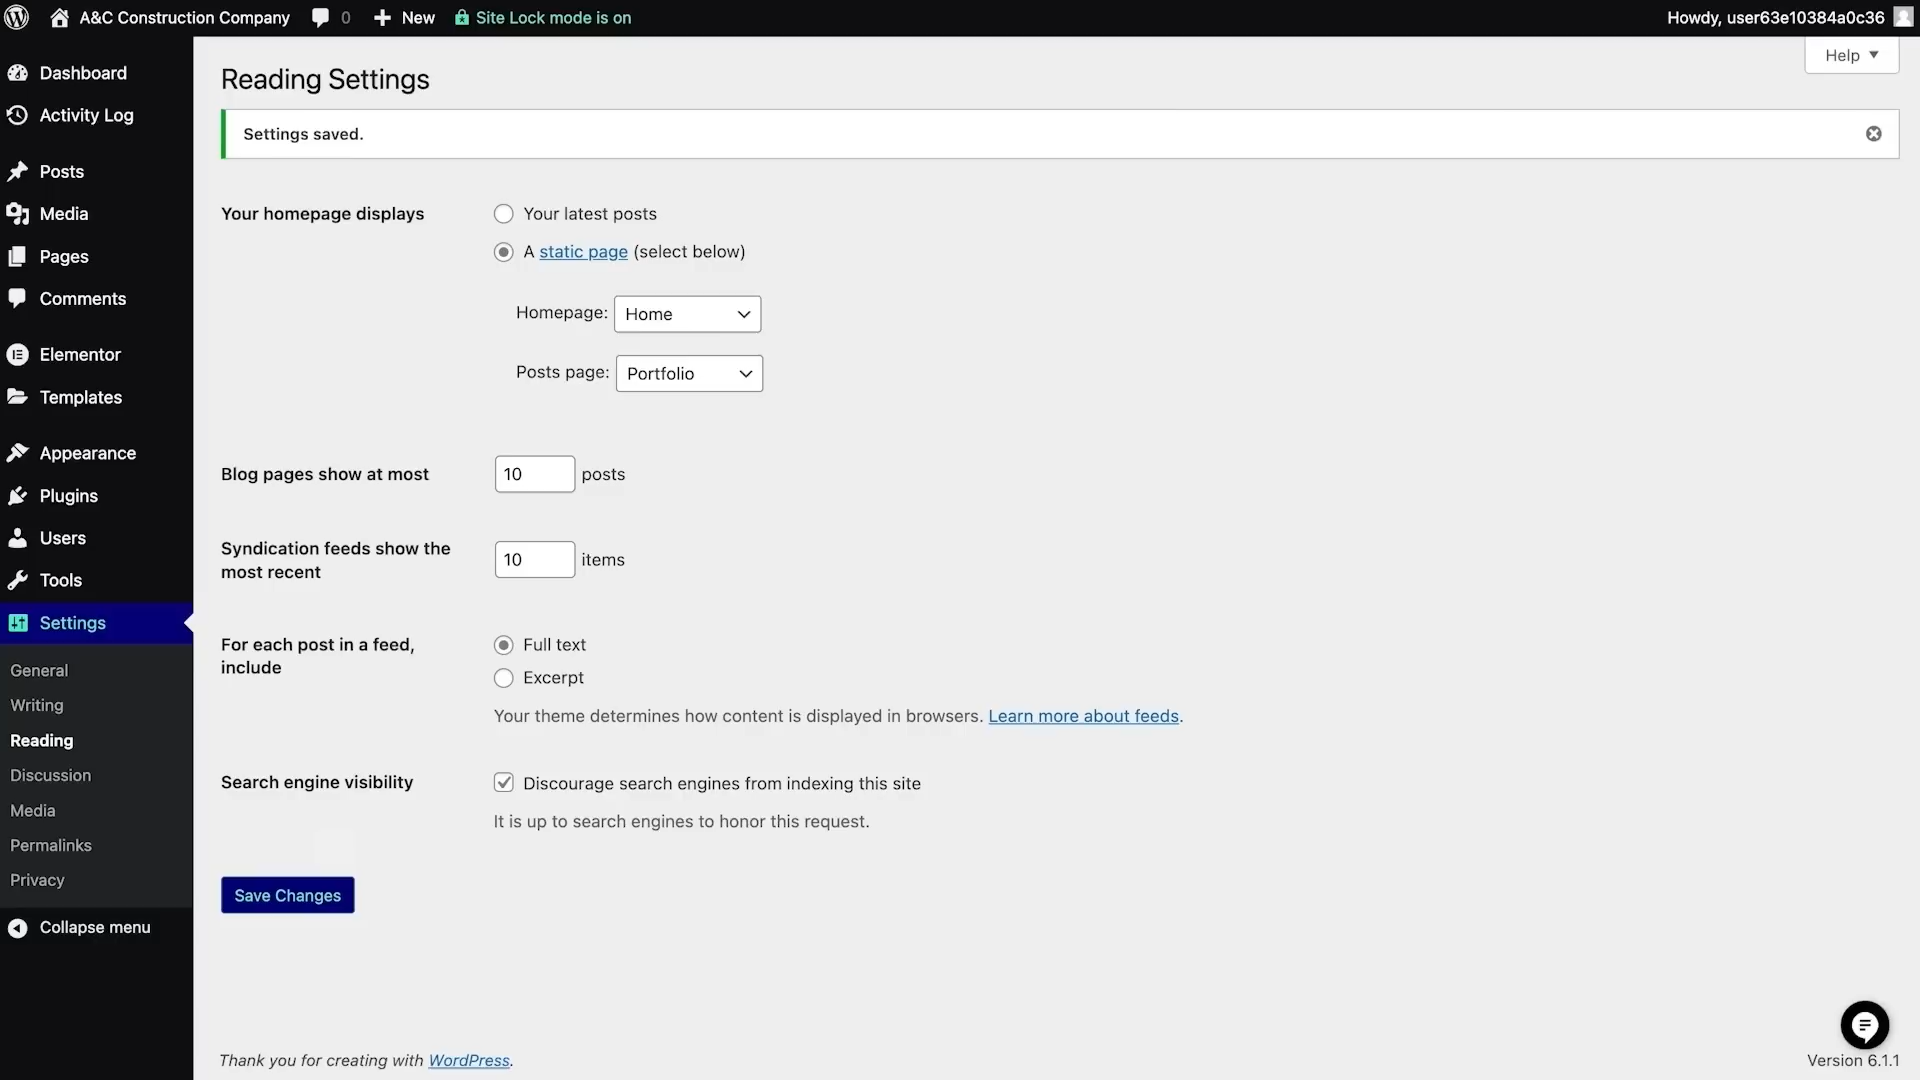 A&C Construction Company 0 New Site Lock mode is on Howdy, user63e10384a0c36
Help
Dashboard
Activity Log
Posts
Media
Pages
Comments
Elementor
Templates
Appearance
Plugins
Users
Tools
Settings
General
Writing
Reading
Discussion
Media
Permalinks
Privacy
Collapse menu
Reading Settings
Settings saved.
Your homepage displays
Your latest posts
A static page (select below)
Homepage: Home
Posts page: Portfolio
Blog pages show at most 10 posts
Syndication feeds show the
most recent
10 items
For each post in a feed,
include
Full text
Excerpt
Your theme determines how content is displayed in browsers. Learn more about feeds.
Search engine visibility
Discourage search engines from indexing this site
It is up to search engines to honor this request.
Save Changes
Thank you for creating with WordPress.
Version 6.1.1